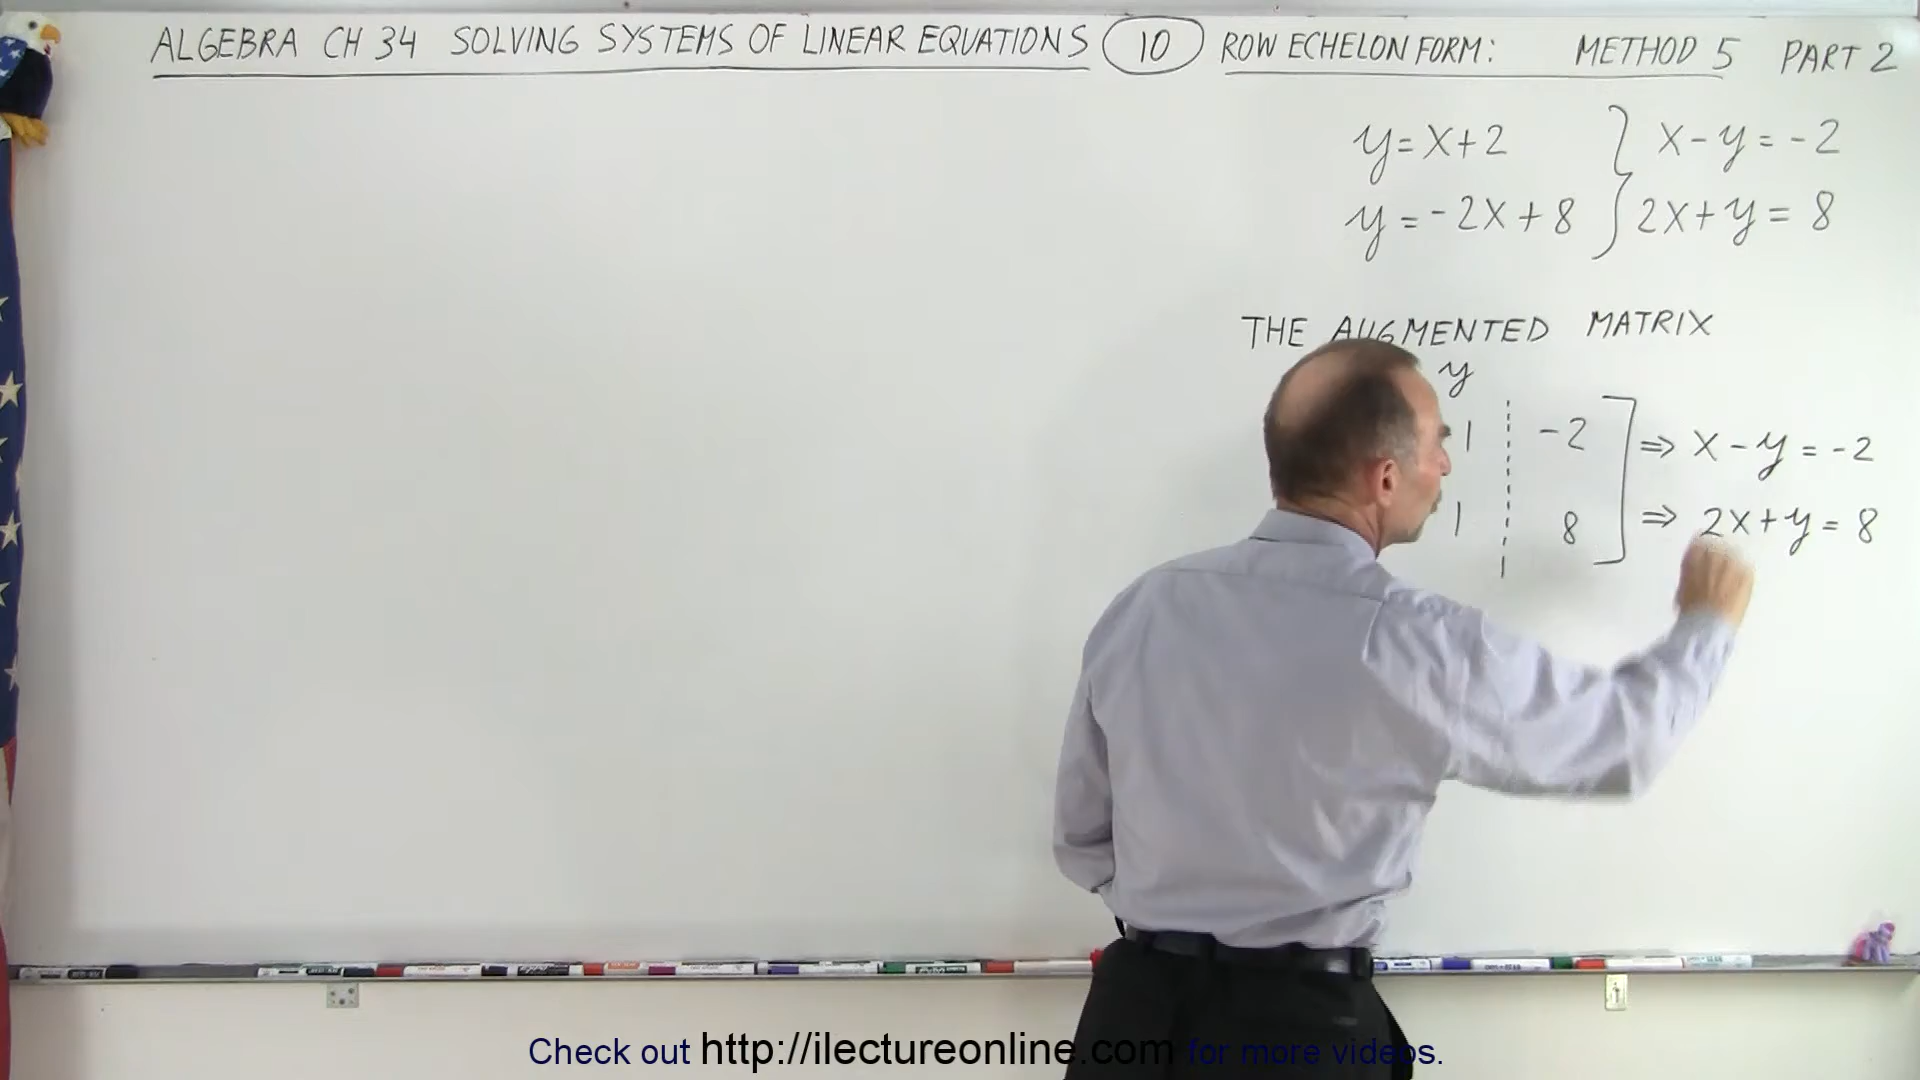 ALGEBRA CH 34 SOLVING SYSTEMS OF LINEAR EQUATIONS 10 ROW ECHELON FORM: METHOD 5 PART 2
y = x + 2 } x - y = -2
y = -2x + 8 } 2x + y = 8
THE AUGMENTED MATRIX
y
1 -2 ] ⇒ x - y = -2
1 8 ] ⇒ 2x + y = 8
Check out http://ilectureonline.com for more videos.